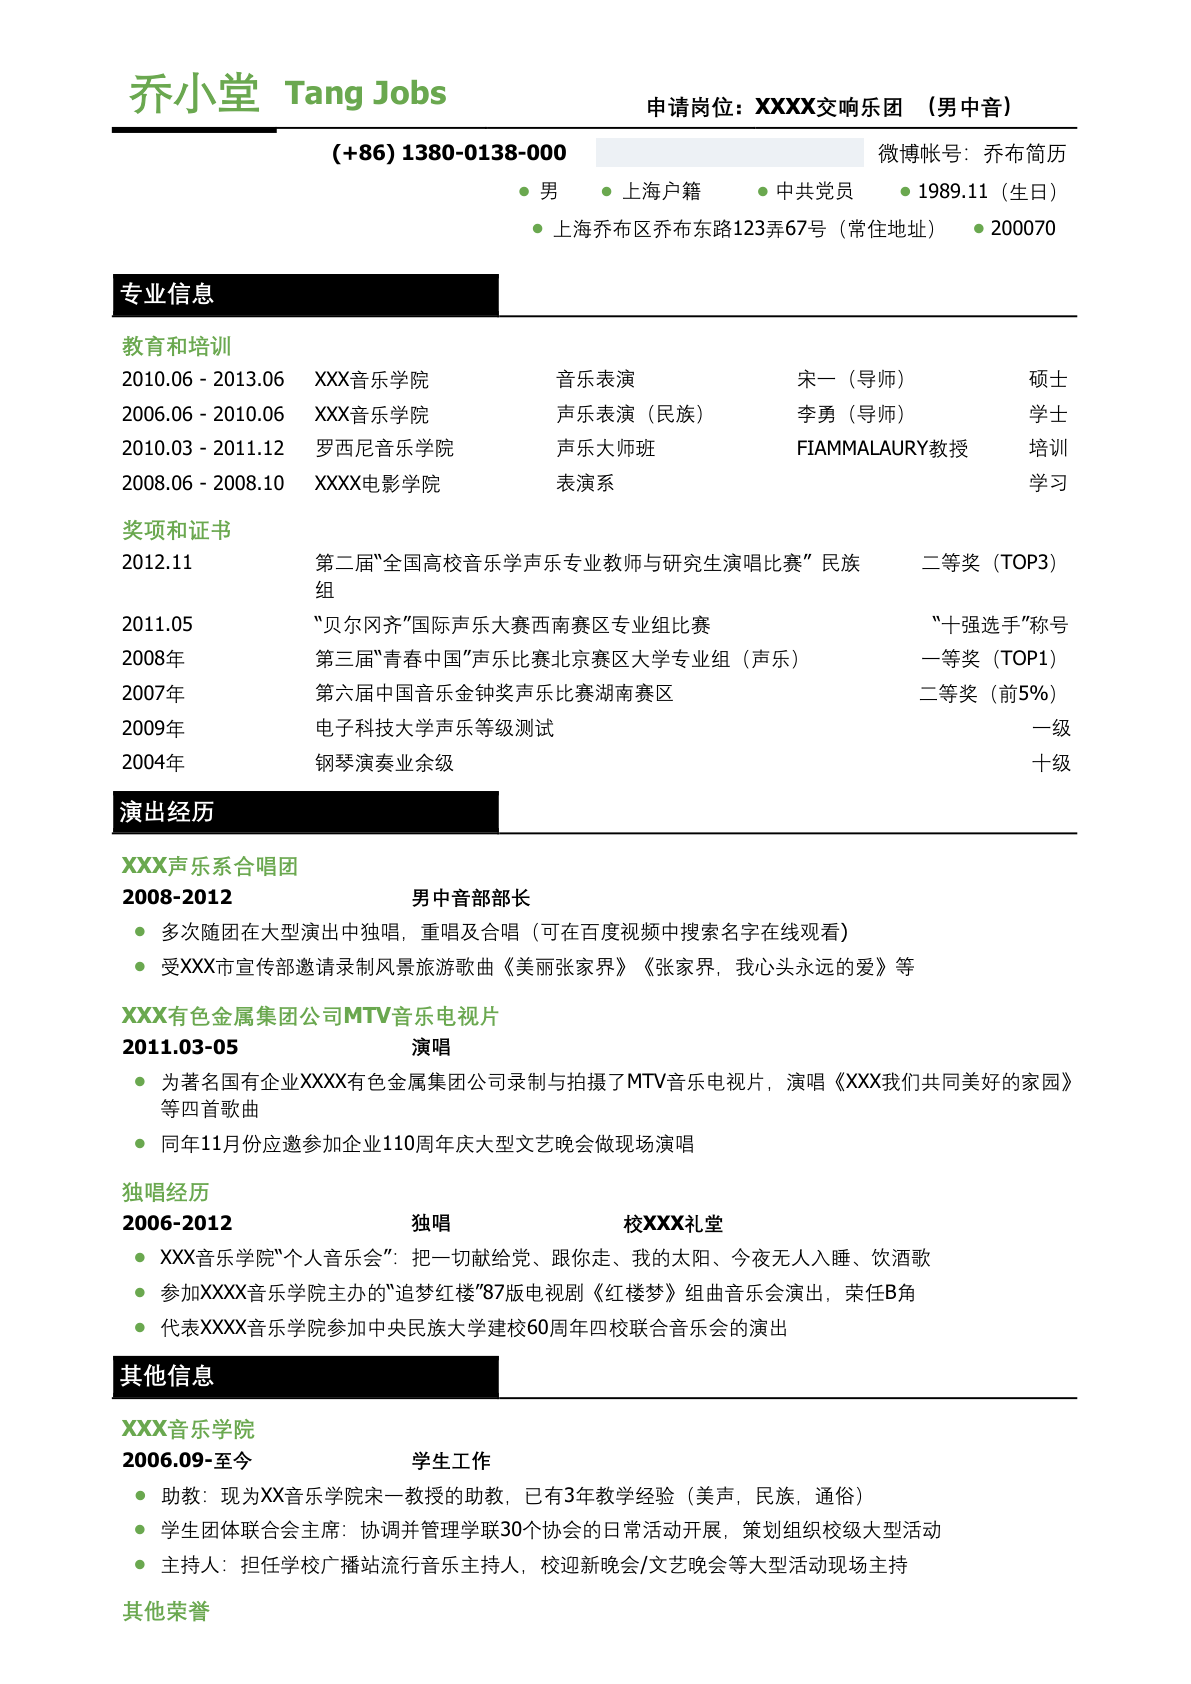 乔小堂 Tang Jobs 申请岗位：XXXX交响乐团 （男中音）
(+86) 1380-0138-000 微博帐号：乔布简历
● 男 ● 上海户籍 ● 中共党员 ● 1989.11（生日）
● 上海乔布区乔布东路123弄67号（常住地址） ● 200070
专业信息
教育和培训
2010.06 - 2013.06 XXX音乐学院 音乐表演 宋一（导师） 硕士
2006.06 - 2010.06 XXX音乐学院 声乐表演（民族） 李勇（导师） 学士
2010.03 - 2011.12 罗西尼音乐学院 声乐大师班 FIAMMALAURY教授 培训
2008.06 - 2008.10 XXXX电影学院 表演系 学习
奖项和证书
2012.11 第二届“全国高校音乐学声乐专业教师与研究生演唱比赛” 民族 二等奖（TOP3）
组
2011.05 “贝尔冈齐”国际声乐大赛西南赛区专业组比赛 “十强选手”称号
2008年 第三届“青春中国”声乐比赛北京赛区大学专业组（声乐） 一等奖（TOP1）
2007年 第六届中国音乐金钟奖声乐比赛湖南赛区 二等奖（前5%）
2009年 电子科技大学声乐等级测试 一级
2004年 钢琴演奏业余级 十级
演出经历
XXX声乐系合唱团
2008-2012 男中音部部长
● 多次随团在大型演出中独唱，重唱及合唱（可在百度视频中搜索名字在线观看)
● 受XXX市宣传部邀请录制风景旅游歌曲《美丽张家界》《张家界，我心头永远的爱》等
XXX有色金属集团公司MTV音乐电视片
2011.03-05 演唱
● 为著名国有企业XXXX有色金属集团公司录制与拍摄了MTV音乐电视片，演唱《XXX我们共同美好的家园》
等四首歌曲
● 同年11月份应邀参加企业110周年庆大型文艺晚会做现场演唱
独唱经历
2006-2012 独唱 校XXX礼堂
● XXX音乐学院“个人音乐会”：把一切献给党、跟你走、我的太阳、今夜无人入睡、饮酒歌
● 参加XXXX音乐学院主办的“追梦红楼”87版电视剧《红楼梦》组曲音乐会演出，荣任B角
● 代表XXXX音乐学院参加中央民族大学建校60周年四校联合音乐会的演出
其他信息
XXX音乐学院
2006.09-至今 学生工作
● 助教：现为XX音乐学院宋一教授的助教，已有3年教学经验（美声，民族，通俗）
● 学生团体联合会主席：协调并管理学联30个协会的日常活动开展，策划组织校级大型活动
● 主持人：担任学校广播站流行音乐主持人，校迎新晚会/文艺晚会等大型活动现场主持
其他荣誉